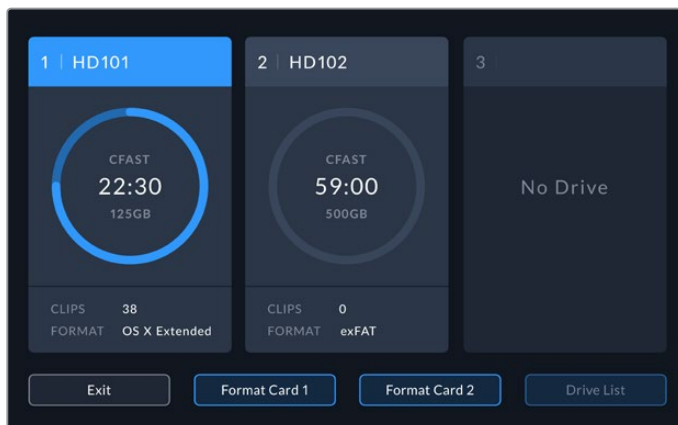 1 | HD101
CFAST
22:30
125GB
CLIPS 38
FORMAT OS X Extended
2 | HD102
CFAST
59:00
500GB
CLIPS 0
FORMAT exFAT
3 |
No Drive
Exit
Format Card 1
Format Card 2
Drive List